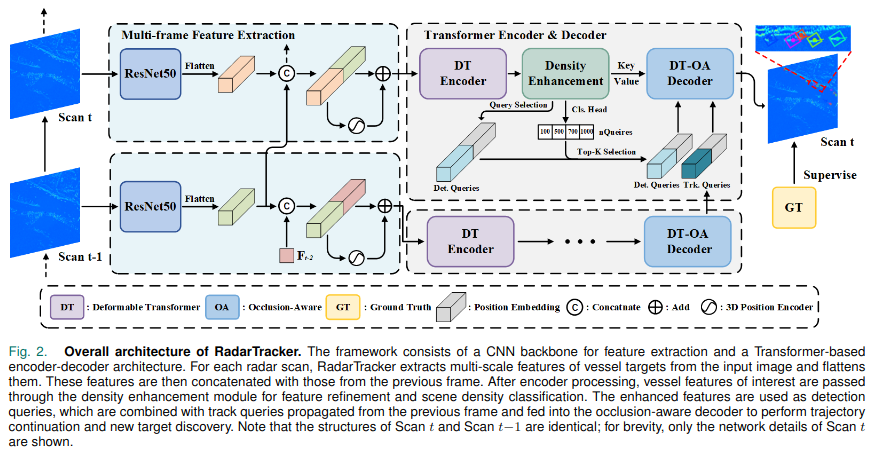 Multi-frame Feature Extraction
Transformer Encoder & Decoder
ResNet50
Flatten
C
DT
Encoder
Density
Enhancement
Key
Value
DT-OA
Decoder
Scan t
Query Selection
Cls. Head
100 500 700 1000 nQueires
Top-K Selection
Det. Queries
Det. Queries Trk. Queries
Scan t
Supervise
GT
ResNet50
Flatten
C
Ft-2
Scan t-1
DT
Encoder
DT-OA
Decoder
DT : Deformable Transformer OA : Occlusion-Aware GT : Ground Truth : Position Embedding C : Concatnate : Add : 3D Position Encoder
Fig. 2. Overall architecture of RadarTracker. The framework consists of a CNN backbone for feature extraction and a Transformer-based
encoder-decoder architecture. For each radar scan, RadarTracker extracts multi-scale features of vessel targets from the input image and flattens
them. These features are then concatenated with those from the previous frame. After encoder processing, vessel features of interest are passed
through the density enhancement module for feature refinement and scene density classification. The enhanced features are used as detection
queries, which are combined with track queries propagated from the previous frame and fed into the occlusion-aware decoder to perform trajectory
continuation and new target discovery. Note that the structures of Scan t and Scan t−1 are identical; for brevity, only the network details of Scan t
are shown.